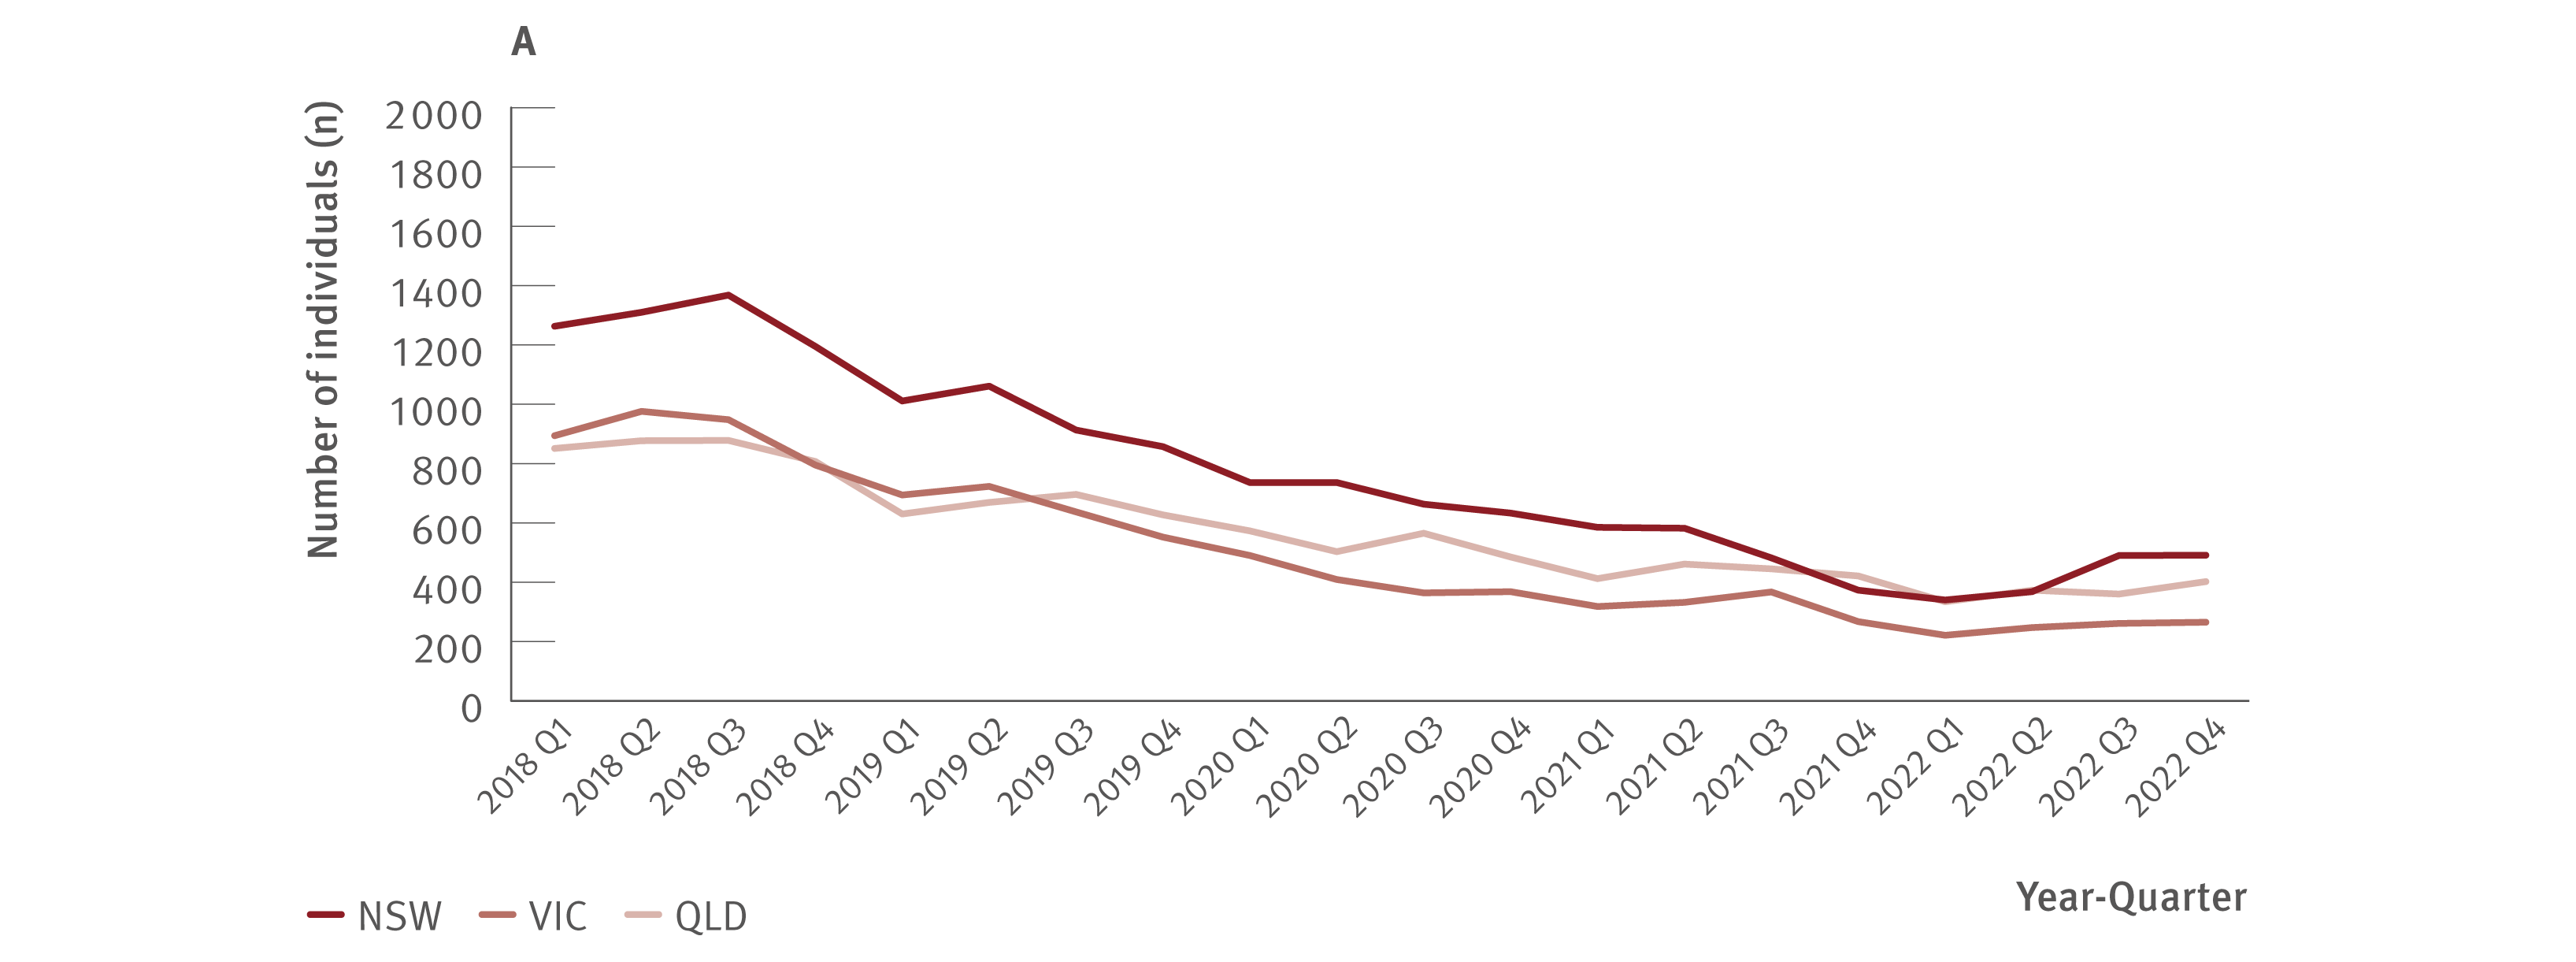 A
Number of individuals (n)
2000
1800
1600
1400
1200
1000
800
600
400
200
0
2018 Q1
2018 Q2
2018 Q3
2018 Q4
2019 Q1
2019 Q2
2019 Q3
2019 Q4
2020 Q1
2020 Q2
2020 Q3
2020 Q4
2021 Q1
2021 Q2
2021 Q3
2021 Q4
2022 Q1
2022 Q2
2022 Q3
2022 Q4
Year-Quarter
NSW VIC QLD